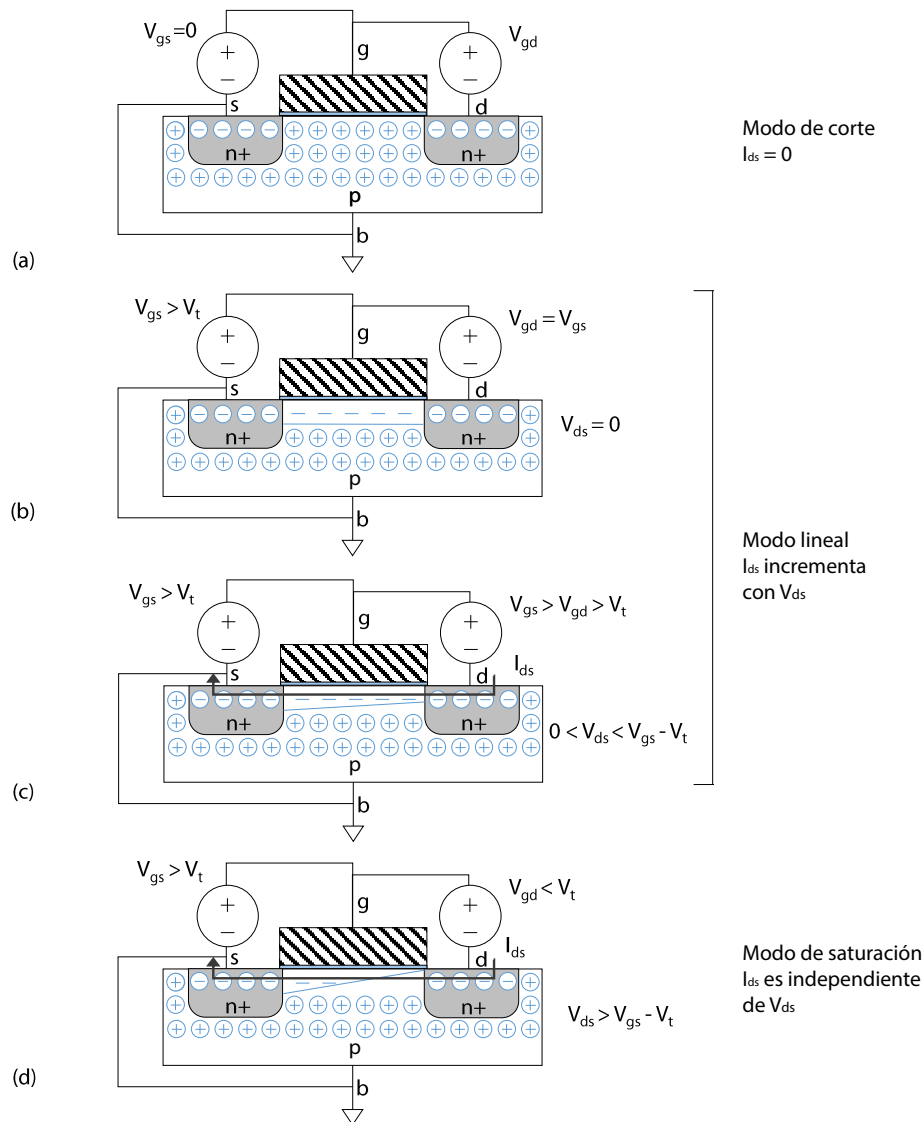 V_gs = 0
g
V_gd
+
−
+
−
s
d
n+
n+
p
b
Modo de corte
I_ds = 0
(a)
V_gs > V_t
g
V_gd = V_gs
+
−
+
−
s
d
n+
n+
V_ds = 0
p
b
(b)
Modo lineal
I_ds incrementa
con V_ds
V_gs > V_t
g
V_gs > V_gd > V_t
+
−
+
−
s
d
I_ds
n+
n+
0 < V_ds < V_gs - V_t
p
b
(c)
V_gs > V_t
g
V_gd < V_t
+
−
+
−
s
d
I_ds
n+
n+
V_ds > V_gs - V_t
p
b
Modo de saturación
I_ds es independiente
de V_ds
(d)